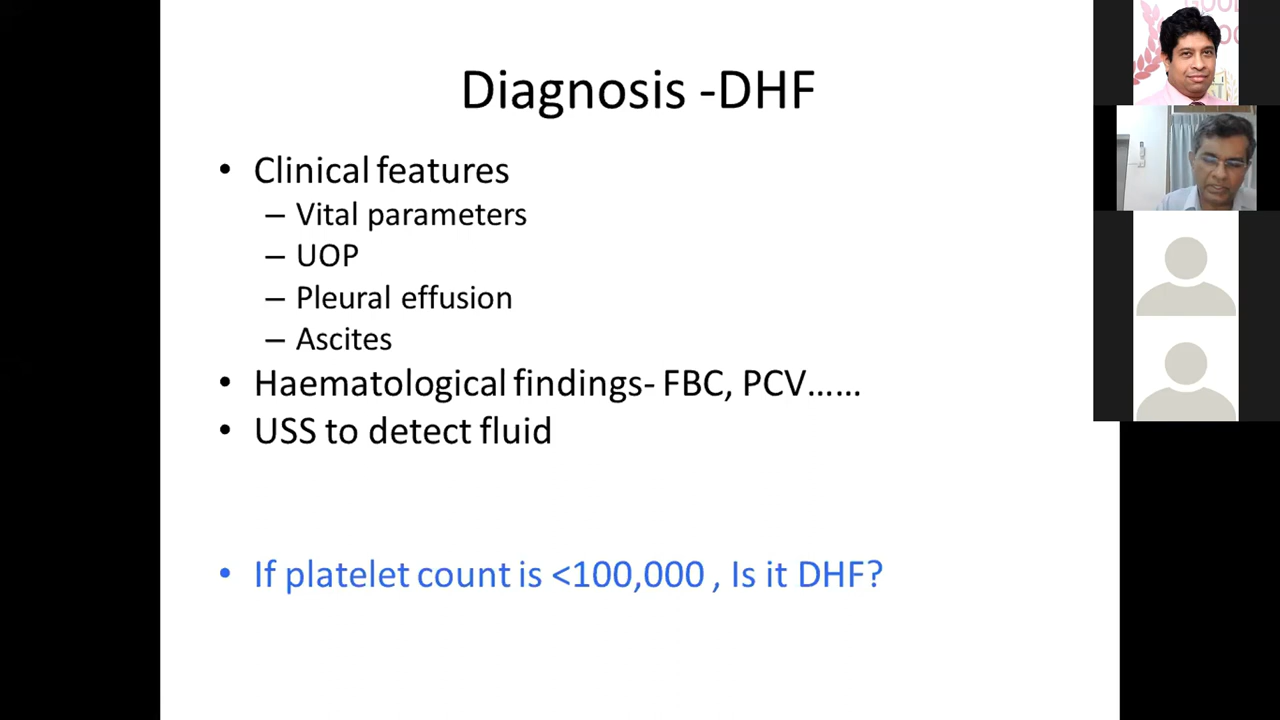 Diagnosis -DHF
• Clinical features
– Vital parameters
– UOP
– Pleural effusion
– Ascites
• Haematological findings- FBC, PCV……
• USS to detect fluid
• If platelet count is <100,000 , Is it DHF?